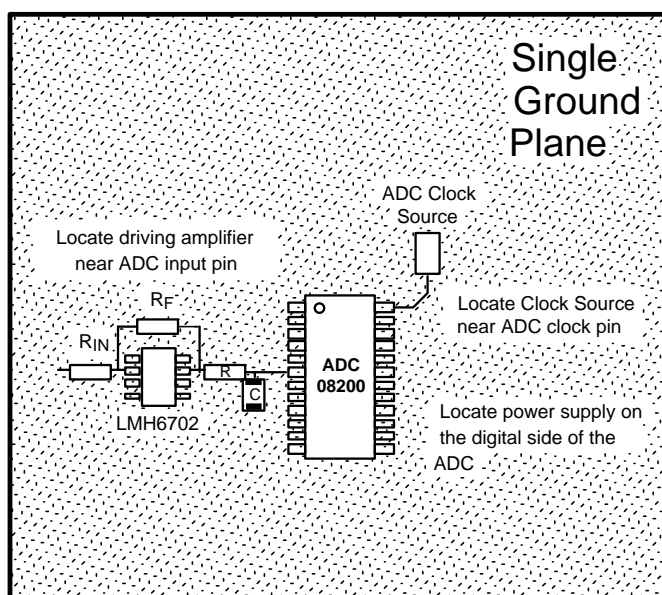 Single
Ground
Plane
ADC Clock
Source
Locate driving amplifier
near ADC input pin
RF
RIN
Locate Clock Source
near ADC clock pin
R
C
ADC
08200
LMH6702
Locate power supply on
the digital side of the
ADC